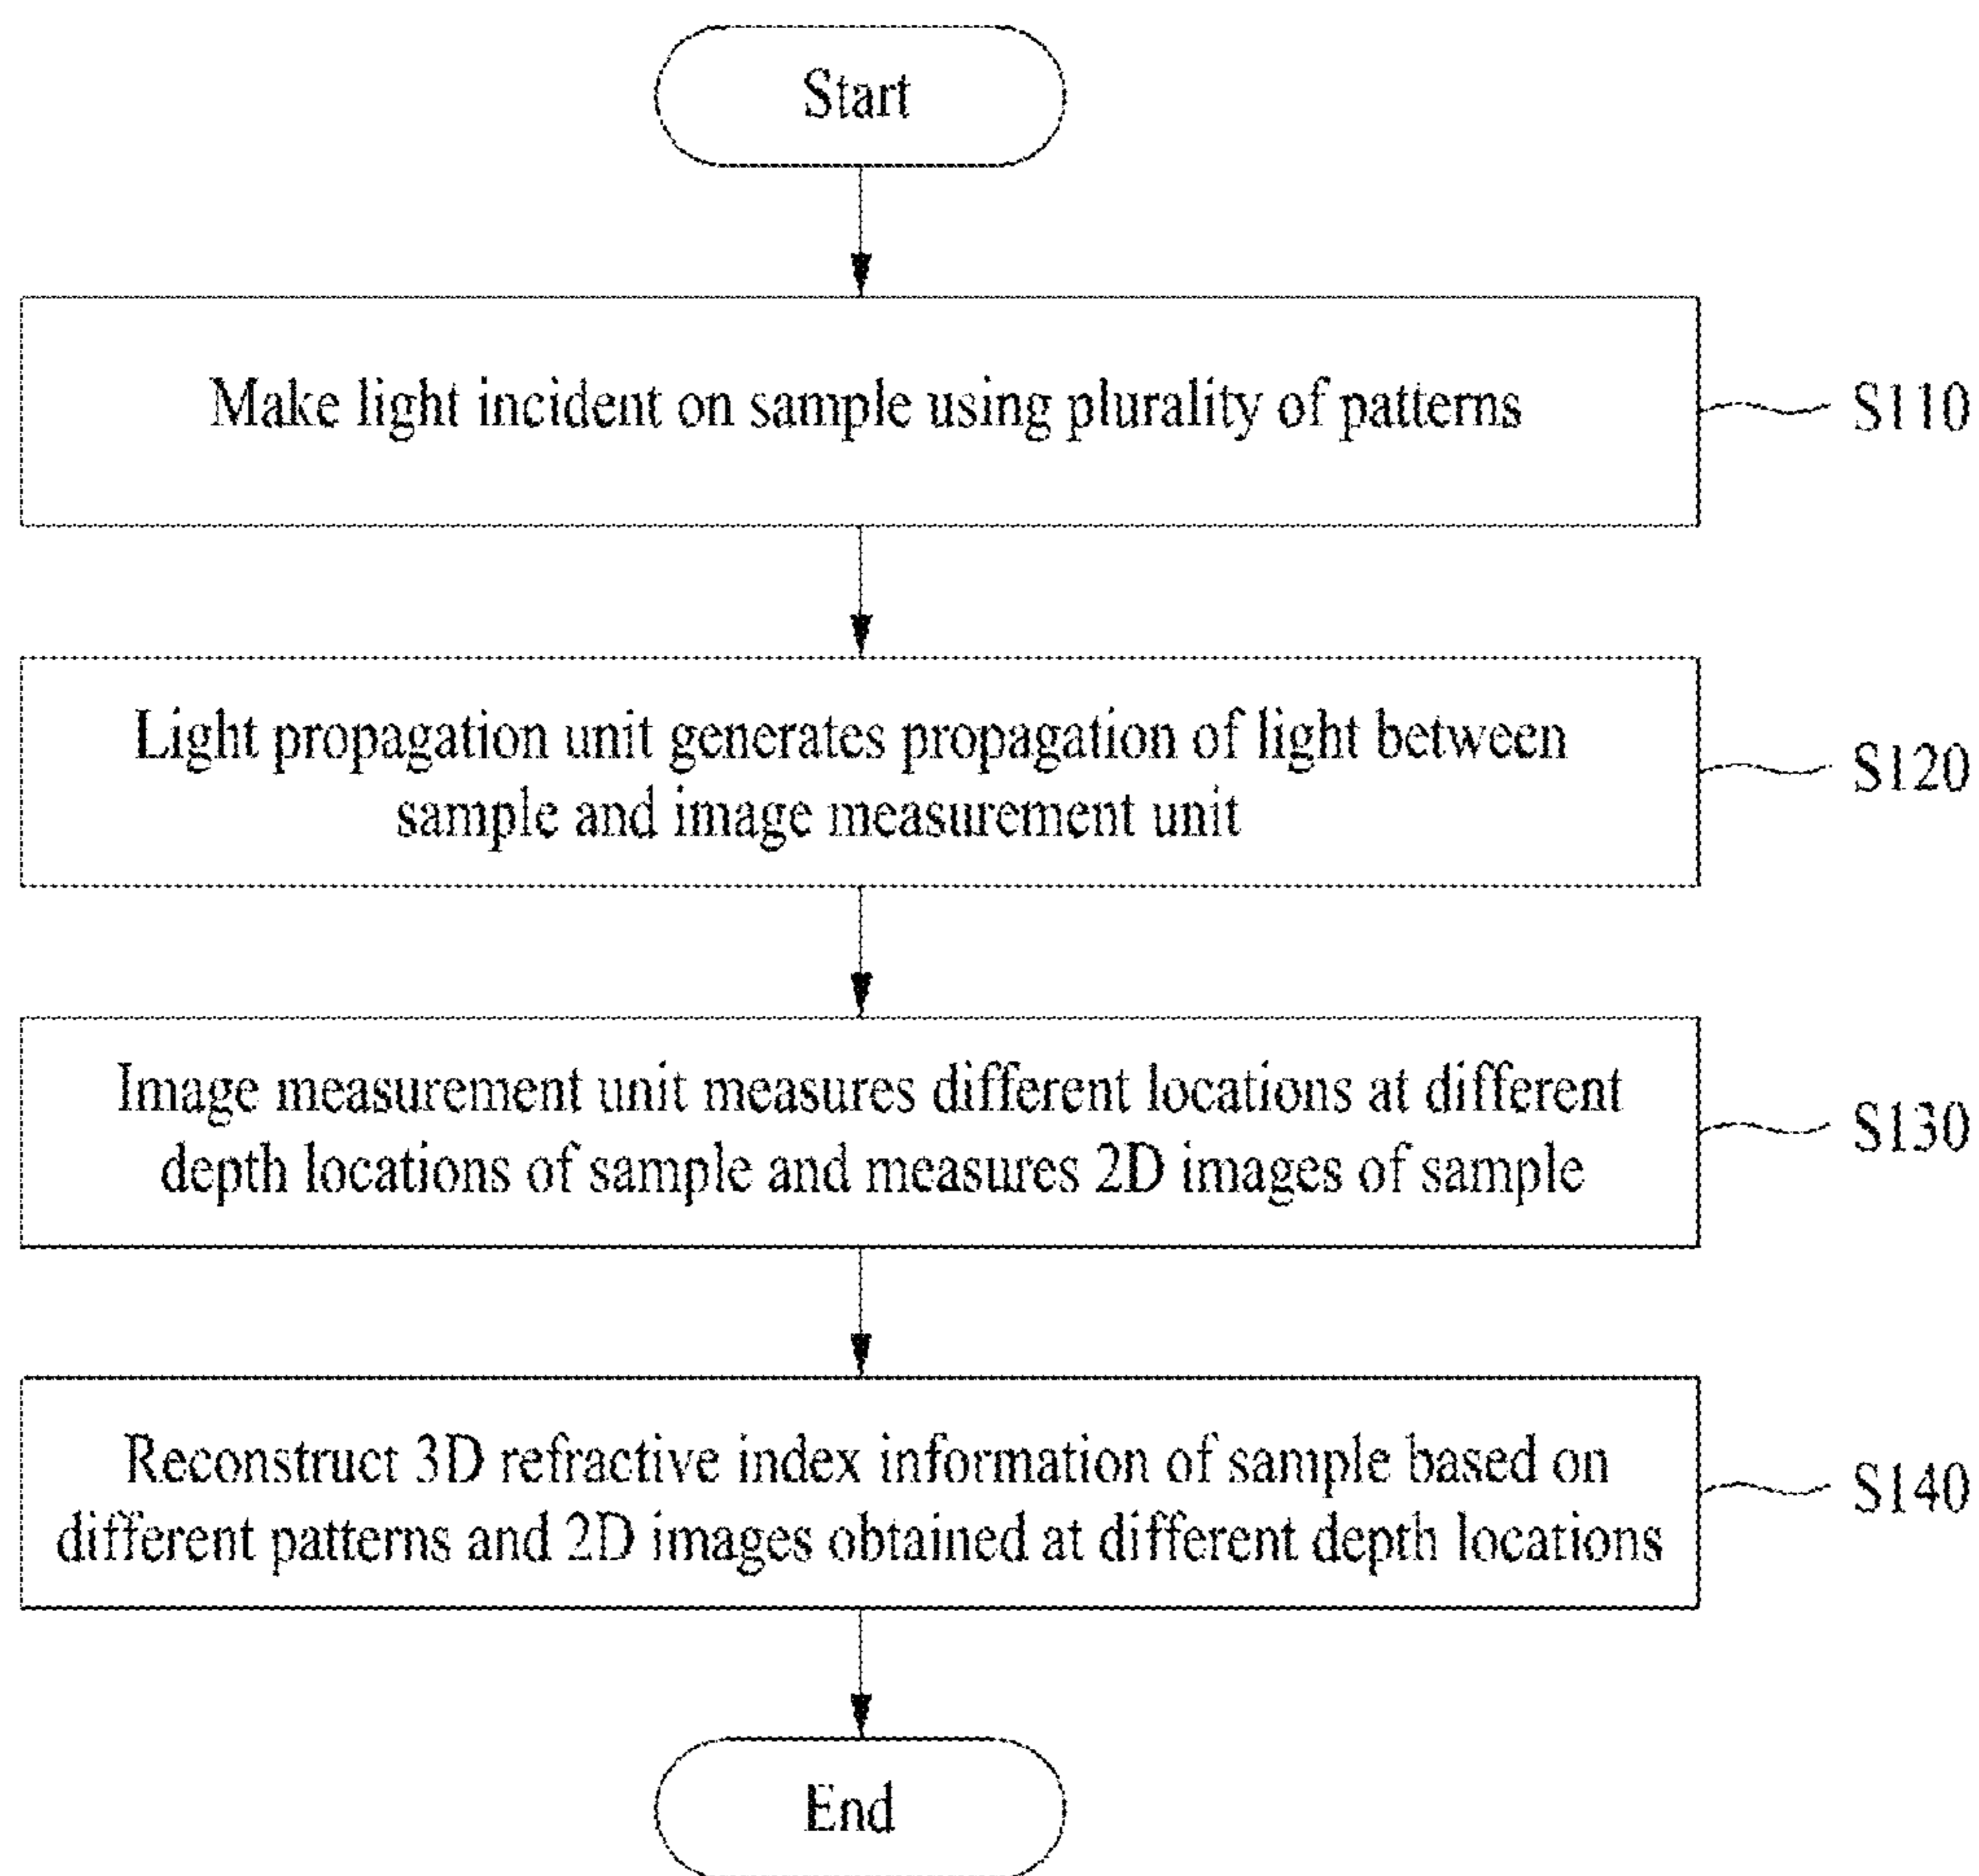 Start
Make light incident on sample using plurality of patterns
S110
Light propagation unit generates propagation of light between
sample and image measurement unit
S120
Image measurement unit measures different locations at different
depth locations of sample and measures 2D images of sample
S130
Reconstruct 3D refractive index information of sample based on
different patterns and 2D images obtained at different depth locations
S140
End